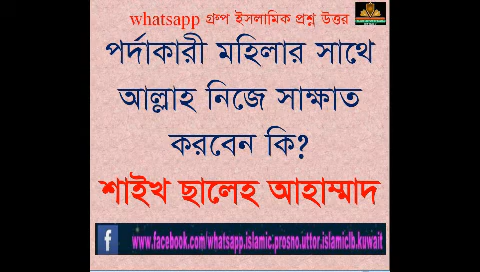 whatsapp গ্রুপ ইসলামিক প্রশ্ন উত্তর
পর্দাকারী মহিলার সাথে
আল্লাহ নিজে সাক্ষাত
করবেন কি?
শাইখ ছালেহ আহাম্মাদ
www.facebook.com/whatsapp.islamic.prosno.uttor.islamiclb.kuwait